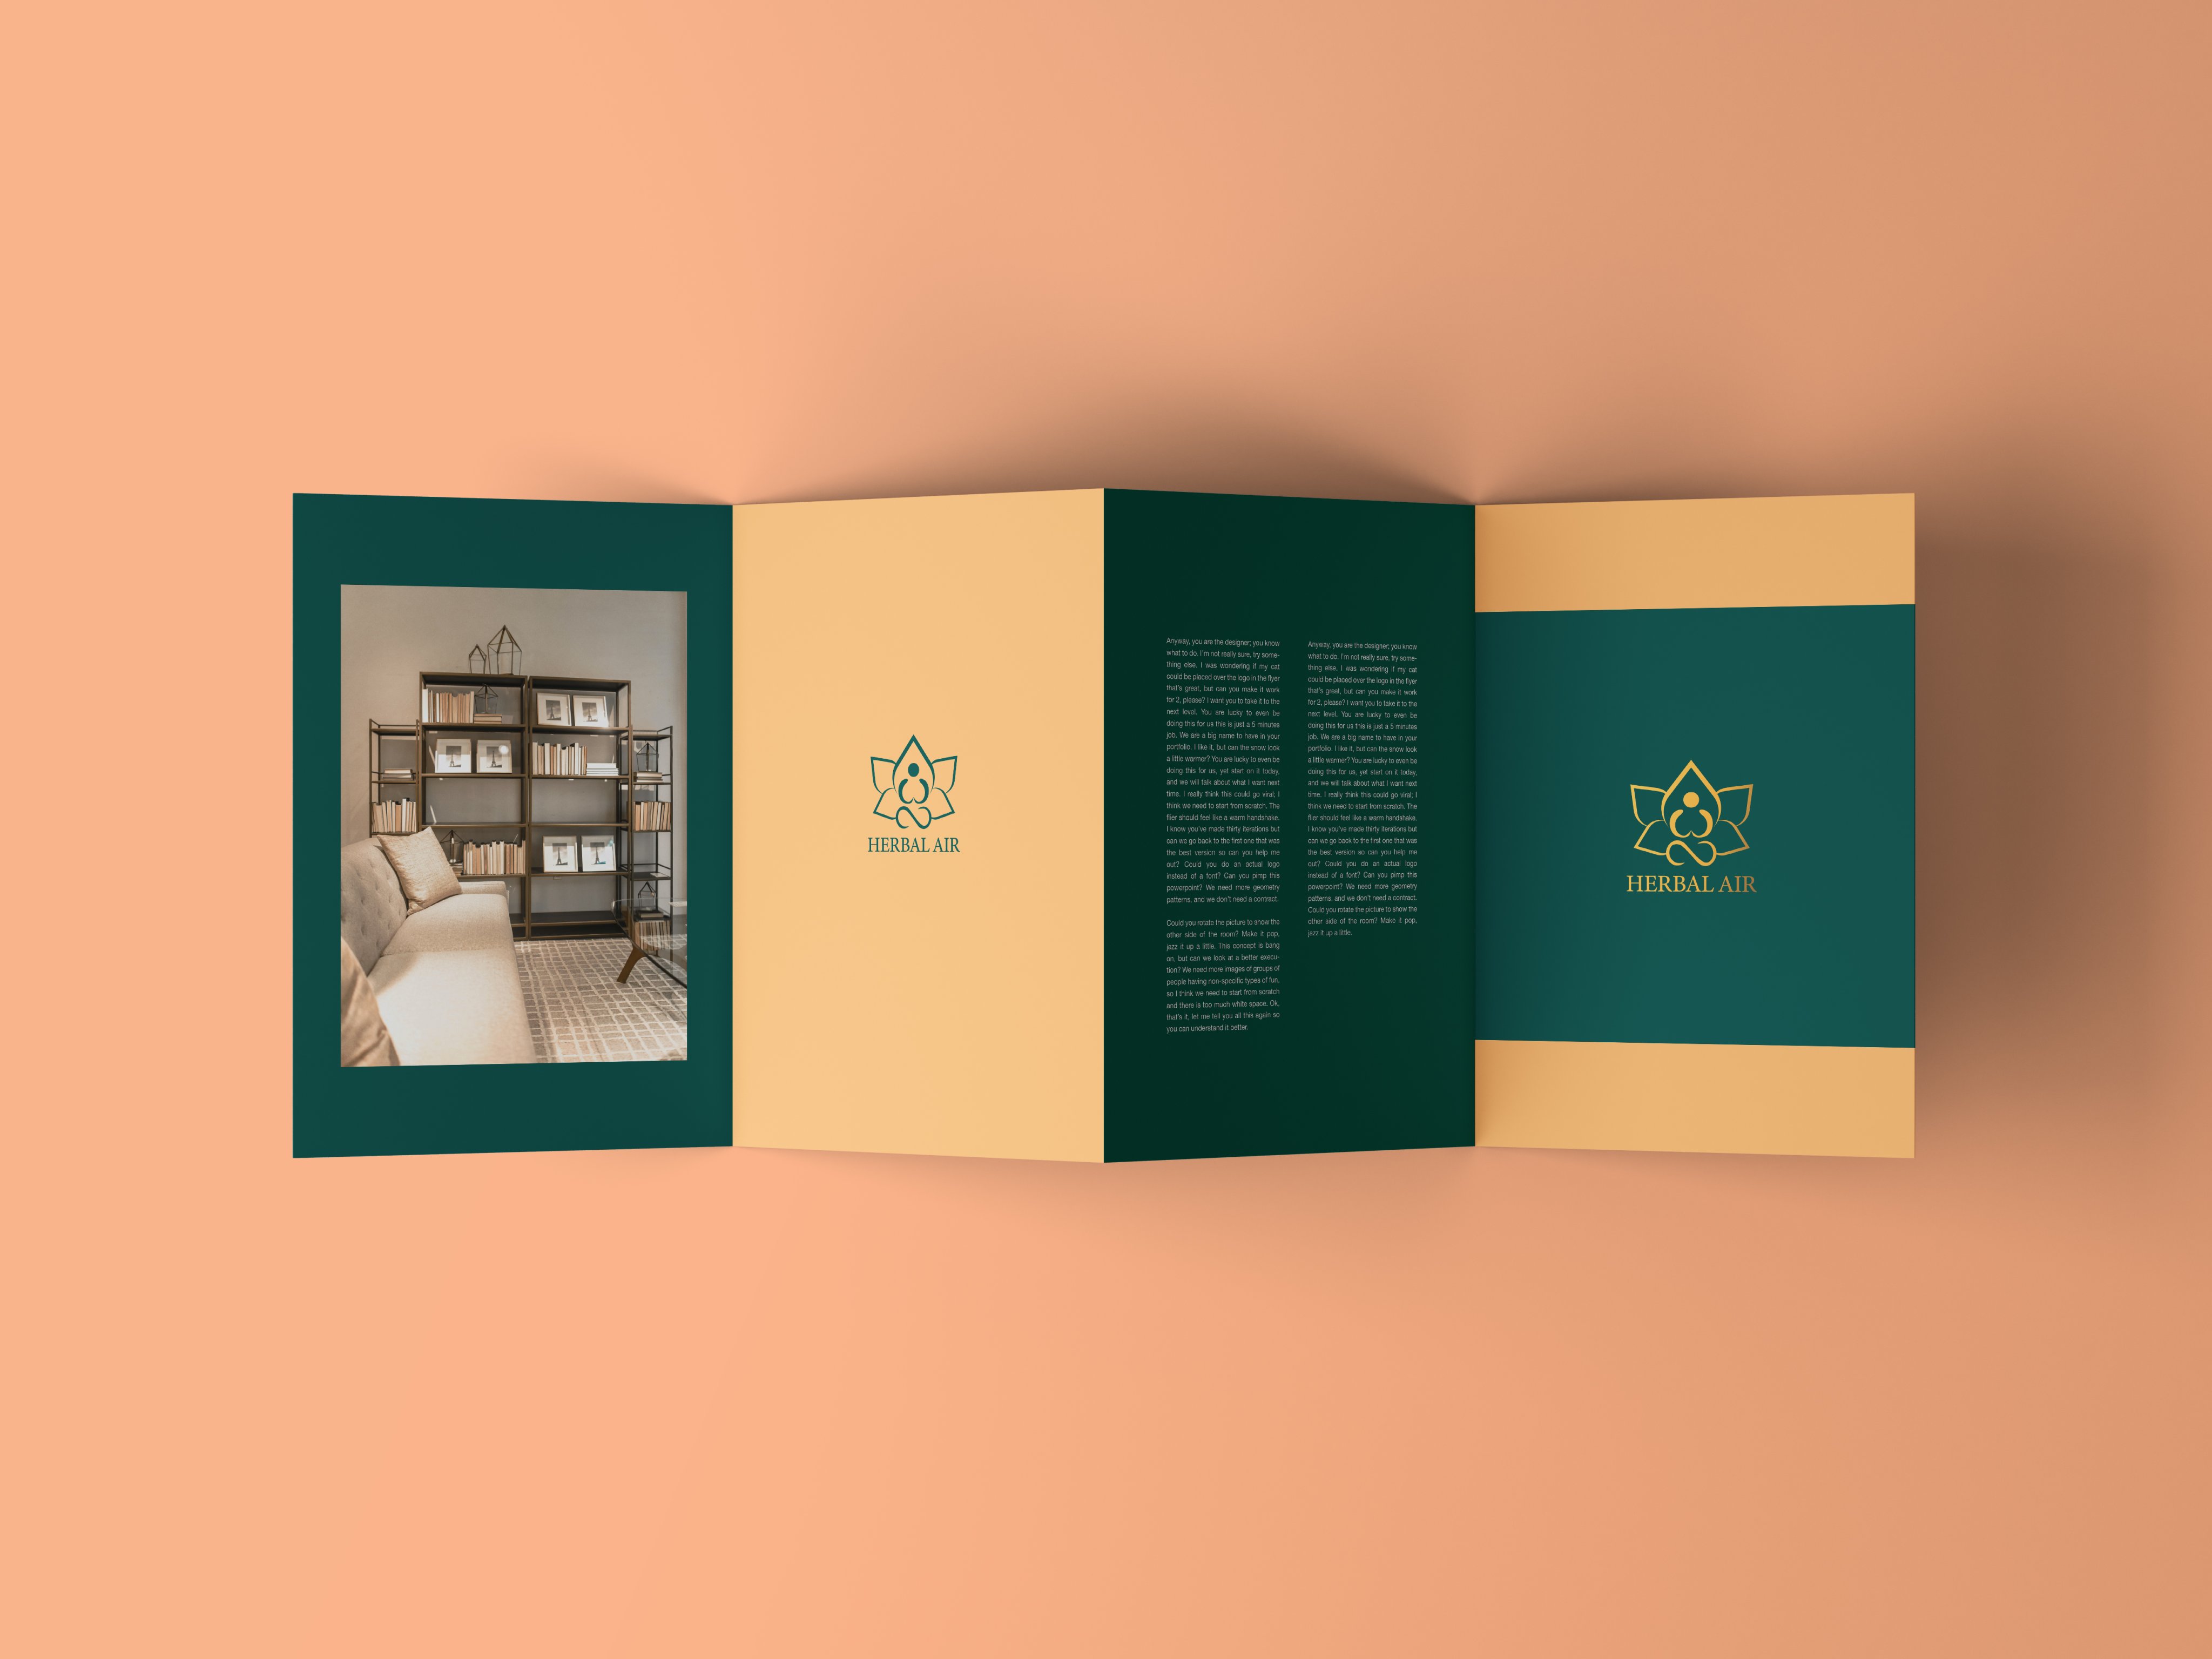 HERBAL AIR
Anyway, you are the designer; you know
what to do. I'm not really sure, try some-
thing else. I was wondering if my cat
could be placed over the logo in the flyer
that's great, but can you make it work
for 2, please? I want you to take it to the
next level. You are lucky to even be
doing this for us this is just a 5 minutes
job. We are a big name to have in your
portfolio. I like it, but can the snow look
a little warmer? You are lucky to even be
doing this for us, yet start on it today,
and we will talk about what I want next
time. I really think this could go viral; I
think we need to start from scratch. The
flier should feel like a warm handshake.
I know you've made thirty iterations but
can we go back to the first one that was
the best version so can you help me
out? Could you do an actual logo
instead of a font? Can you pimp this
powerpoint? We need more geometry
patterns, and we don't need a contract.
Could you rotate the picture to show the
other side of the room? Make it pop,
jazz it up a little. This concept is bang
on, but can we look at a better execu-
tion? We need more images of groups of
people having non-specific types of fun,
so I think we need to start from scratch
and there is too much white space. Ok,
that's it, let me tell you all this again so
you can understand it better.
Anyway, you are the designer; you know
what to do. I'm not really sure, try some-
thing else. I was wondering if my cat
could be placed over the logo in the flyer
that's great, but can you make it work
for 2, please? I want you to take it to the
next level. You are lucky to even be
doing this for us this is just a 5 minutes
job. We are a big name to have in your
portfolio. I like it, but can the snow look
a little warmer? You are lucky to even be
doing this for us, yet start on it today,
and we will talk about what I want next
time. I really think this could go viral; I
think we need to start from scratch. The
flier should feel like a warm handshake.
I know you've made thirty iterations but
can we go back to the first one that was
the best version so can you help me
out? Could you do an actual logo
instead of a font? Can you pimp this
powerpoint? We need more geometry
patterns, and we don't need a contract.
Could you rotate the picture to show the
other side of the room? Make it pop,
jazz it up a little.
HERBAL AIR